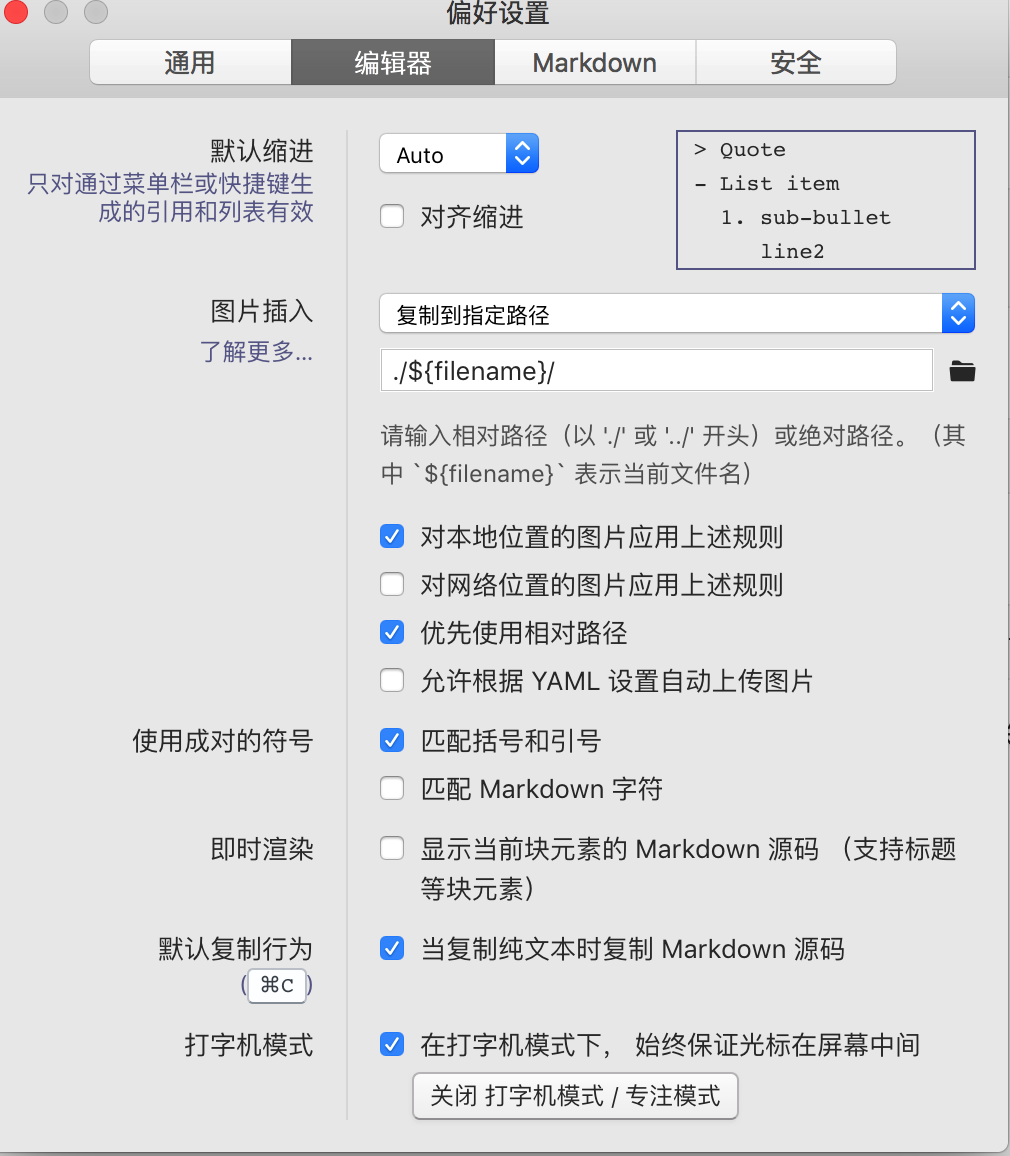 偏好设置
通用
编辑器
Markdown
安全
默认缩进
只对通过菜单栏或快捷键生
成的引用和列表有效
Auto
对齐缩进
> Quote
- List item
1. sub-bullet
line2
图片插入
了解更多...
复制到指定路径
./${filename}/
请输入相对路径（以 './' 或 '../' 开头）或绝对路径。（其
中 `${filename}` 表示当前文件名）
对本地位置的图片应用上述规则
对网络位置的图片应用上述规则
优先使用相对路径
允许根据 YAML 设置自动上传图片
使用成对的符号
匹配括号和引号
匹配 Markdown 字符
即时渲染
显示当前块元素的 Markdown 源码 （支持标题
等块元素）
默认复制行为
(⌘C)
当复制纯文本时复制 Markdown 源码
打字机模式
在打字机模式下， 始终保证光标在屏幕中间
关闭 打字机模式 / 专注模式